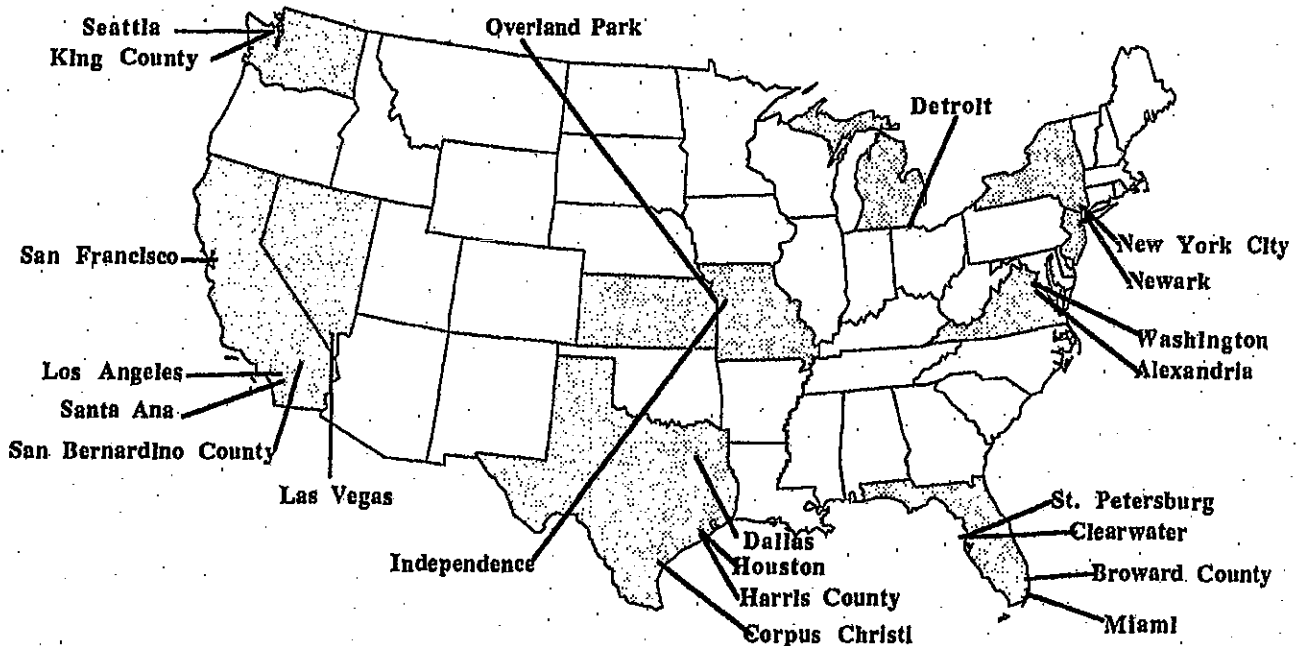 Seattle
King County
Overland Park
Detroit
San Francisco
New York City
Newark
Washington
Alexandria
Los Angeles
Santa Ana
San Bernardino County
Las Vegas
St. Petersburg
Clearwater
Dallas
Houston
Independence
Broward County
Harris County
Miami
Corpus Christi